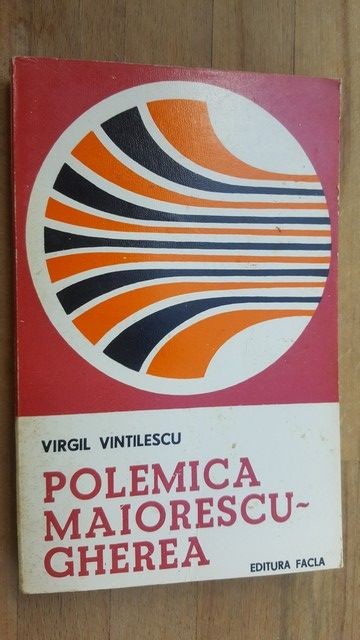 VIRGIL VINTILESCU
POLEMICA
MAIORESCU~
GHEREA
EDITURA FACLA